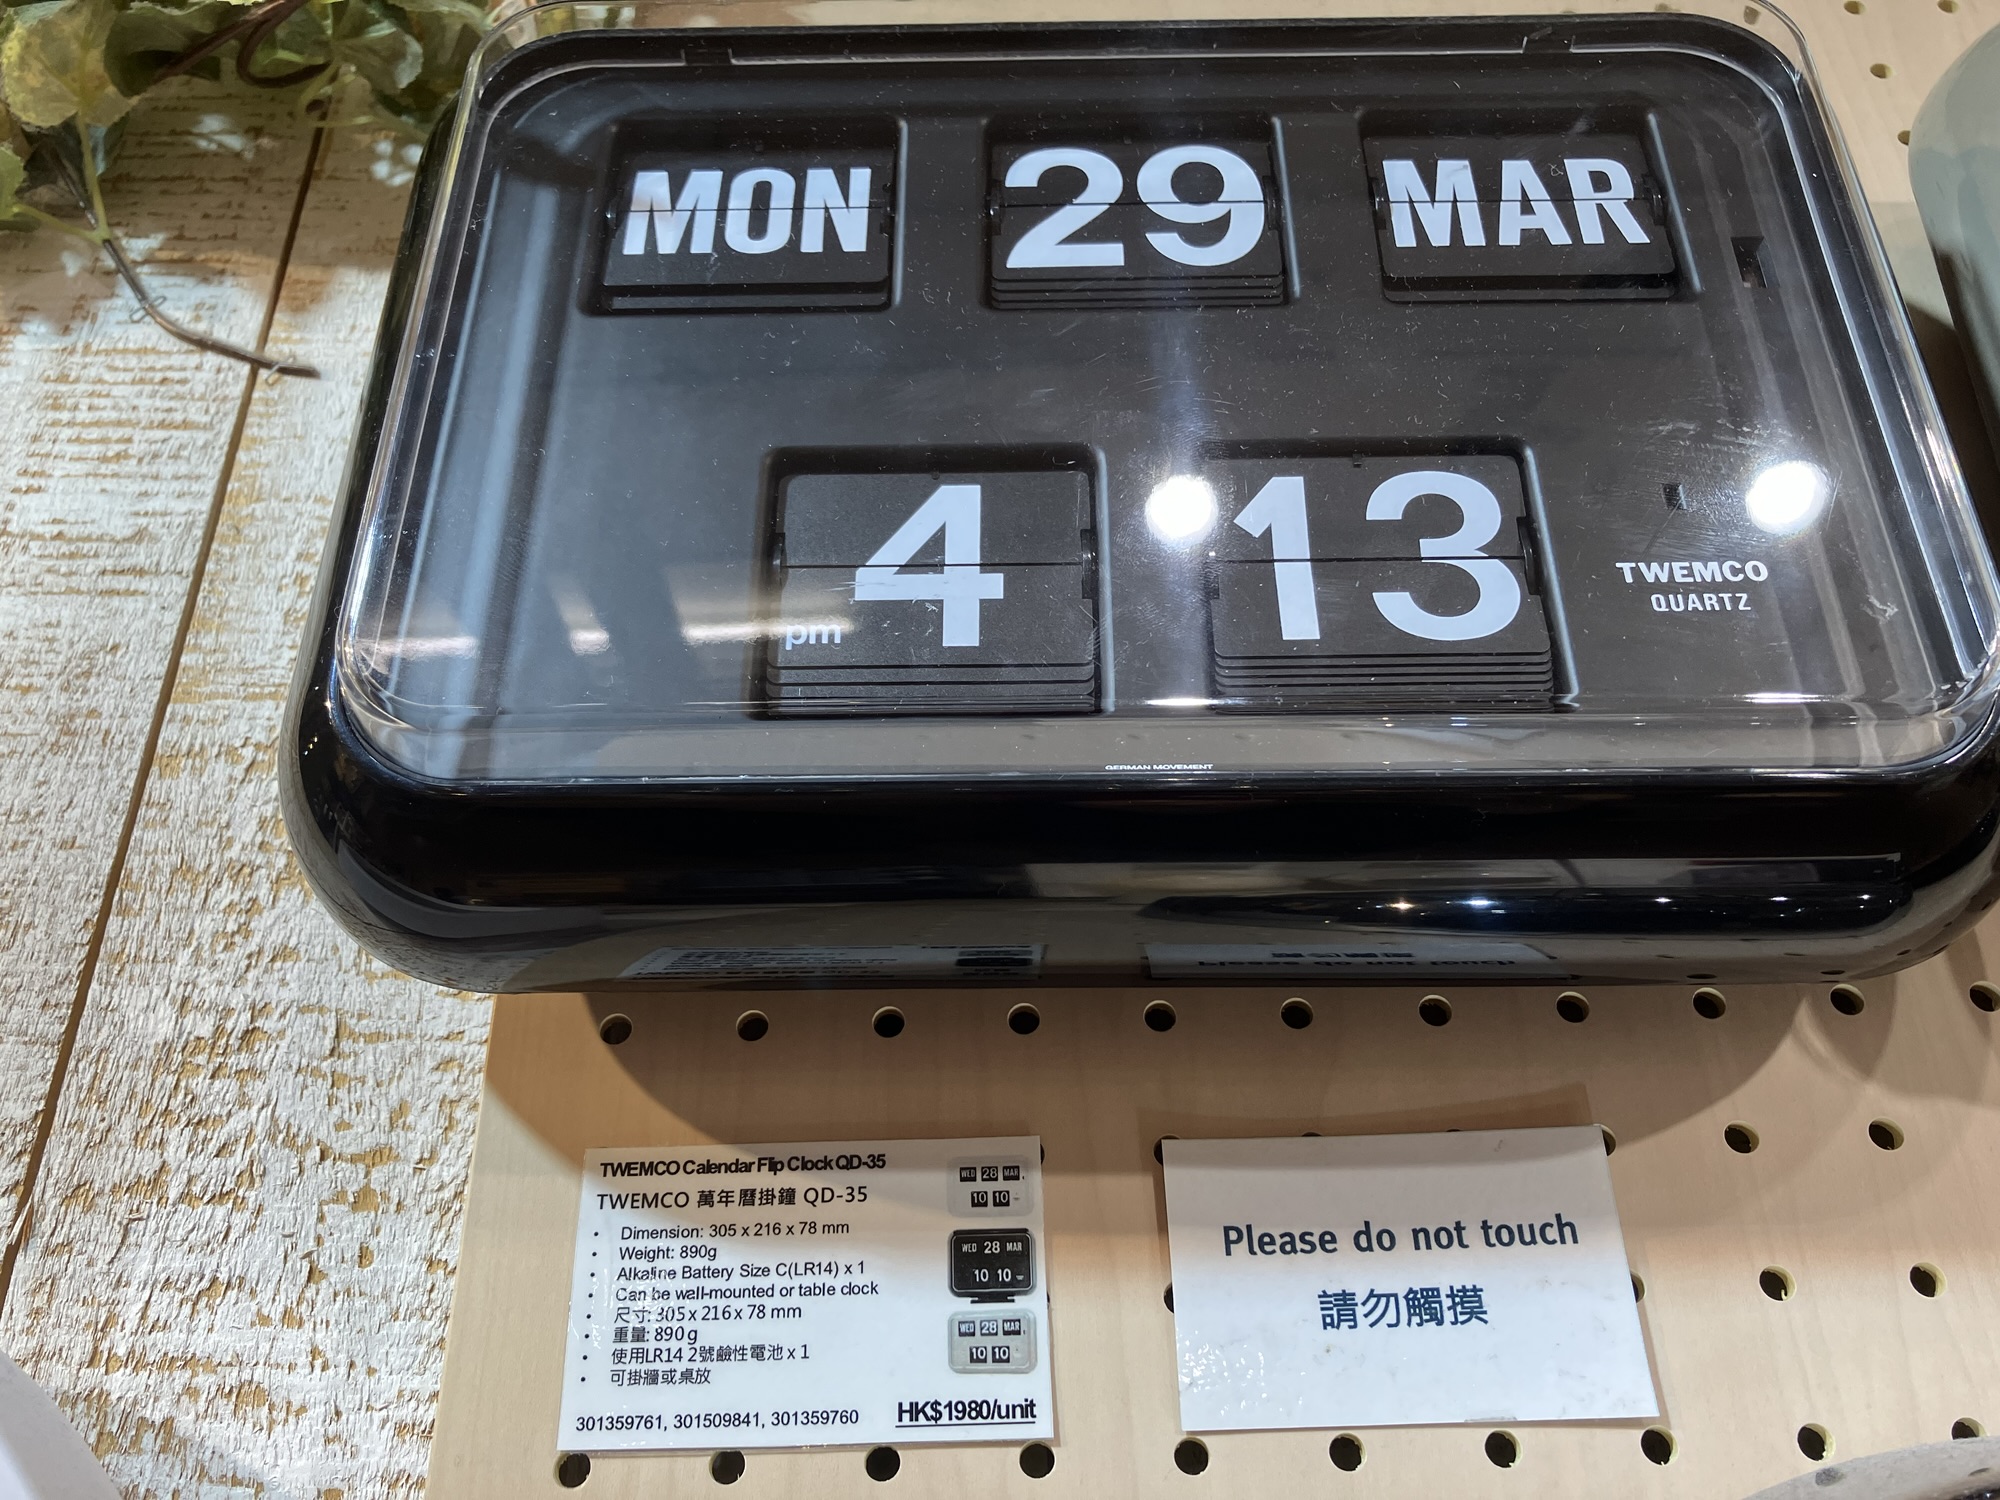 MON 29 MAR
pm 4 13
TWEMCO
QUARTZ
GERMAN MOVEMENT
TWEMCO Calendar Flip Clock QD-35
TWEMCO 萬年曆掛鐘 QD-35
• Dimension: 305 x 216 x 78 mm
• Weight: 890g
• Alkaline Battery Size C(LR14) x 1
• Can be wall-mounted or table clock
• 尺寸: 305 x 216 x 78 mm
• 重量: 890g
• 使用LR14 2號鹼性電池 x 1
• 可掛牆或桌放
301359761, 301509841, 301359760 HK$1980/unit
WED 28 MAR
10 10
WED 28 MAR
10 10
WED 28 MAR
10 10
Please do not touch
請勿觸摸